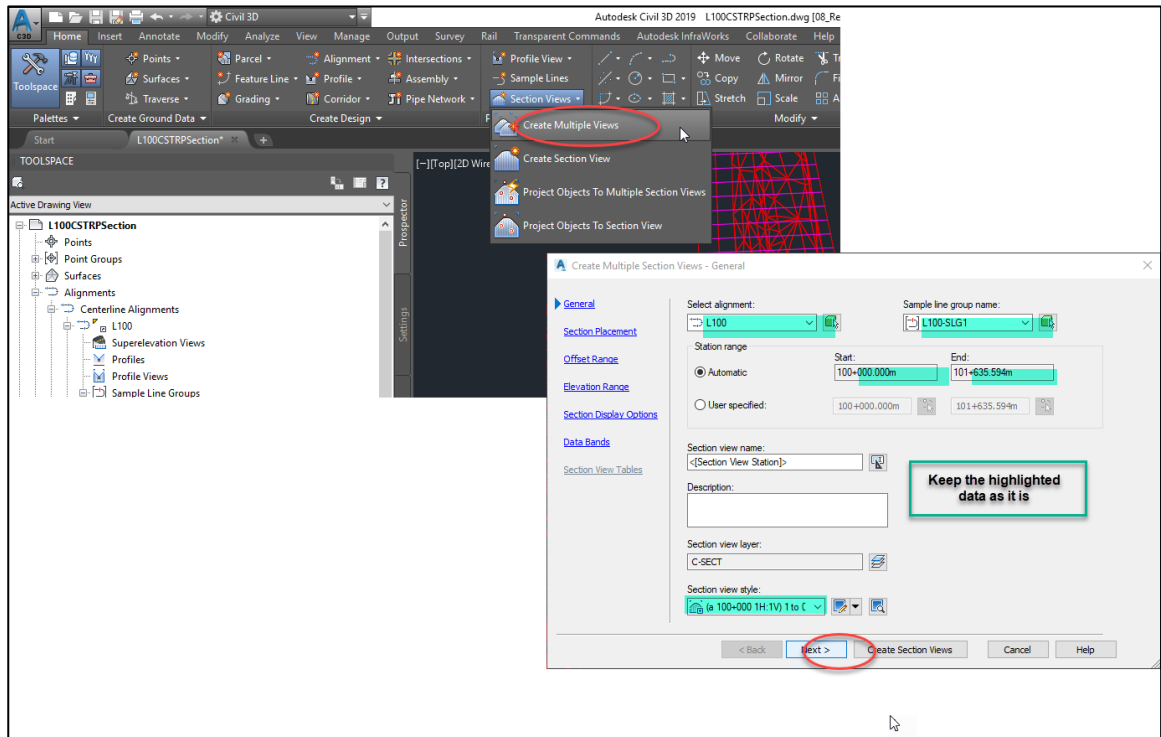 Civil 3D
Autodesk Civil 3D 2019 L100CSTRPSection.dwg [08_Re
C3D
Home Insert Annotate Modify Analyze View Manage Output Survey Rail Transparent Commands Autodesk InfraWorks Collaborate Help
Toolspace
Points
Parcel
Alignment
Intersections
Profile View
Move
Rotate
Surfaces
Feature Line
Profile
Assembly
Sample Lines
Copy
Mirror
Traverse
Grading
Corridor
Pipe Network
Section Views
Stretch
Scale
Palettes
Create Ground Data
Create Design
Modify
Create Multiple Views
Create Section View
Project Objects To Multiple Section Views
Project Objects To Section View
Start
L100CSTRPSection*
[-][Top][2D Wire
TOOLSPACE
Active Drawing View
Prospector
Settings
L100CSTRPSection
Points
Point Groups
Surfaces
Alignments
Centerline Alignments
L100
Superelevation Views
Profiles
Profile Views
Sample Line Groups
Create Multiple Section Views - General
General
Section Placement
Offset Range
Elevation Range
Section Display Options
Data Bands
Section View Tables
Select alignment:
Sample line group name:
L100
L100-SLG1
Station range
Start:
End:
Automatic
100+000.000m
101+635.594m
User specified:
100+000.000m
101+635.594m
Section view name:
<[Section View Station]>
Description:
Keep the highlighted
data as it is
Section view layer:
C-SECT
Section view style:
(a 100+000 1H:1V) 1 to
< Back
Next >
Create Section Views
Cancel
Help